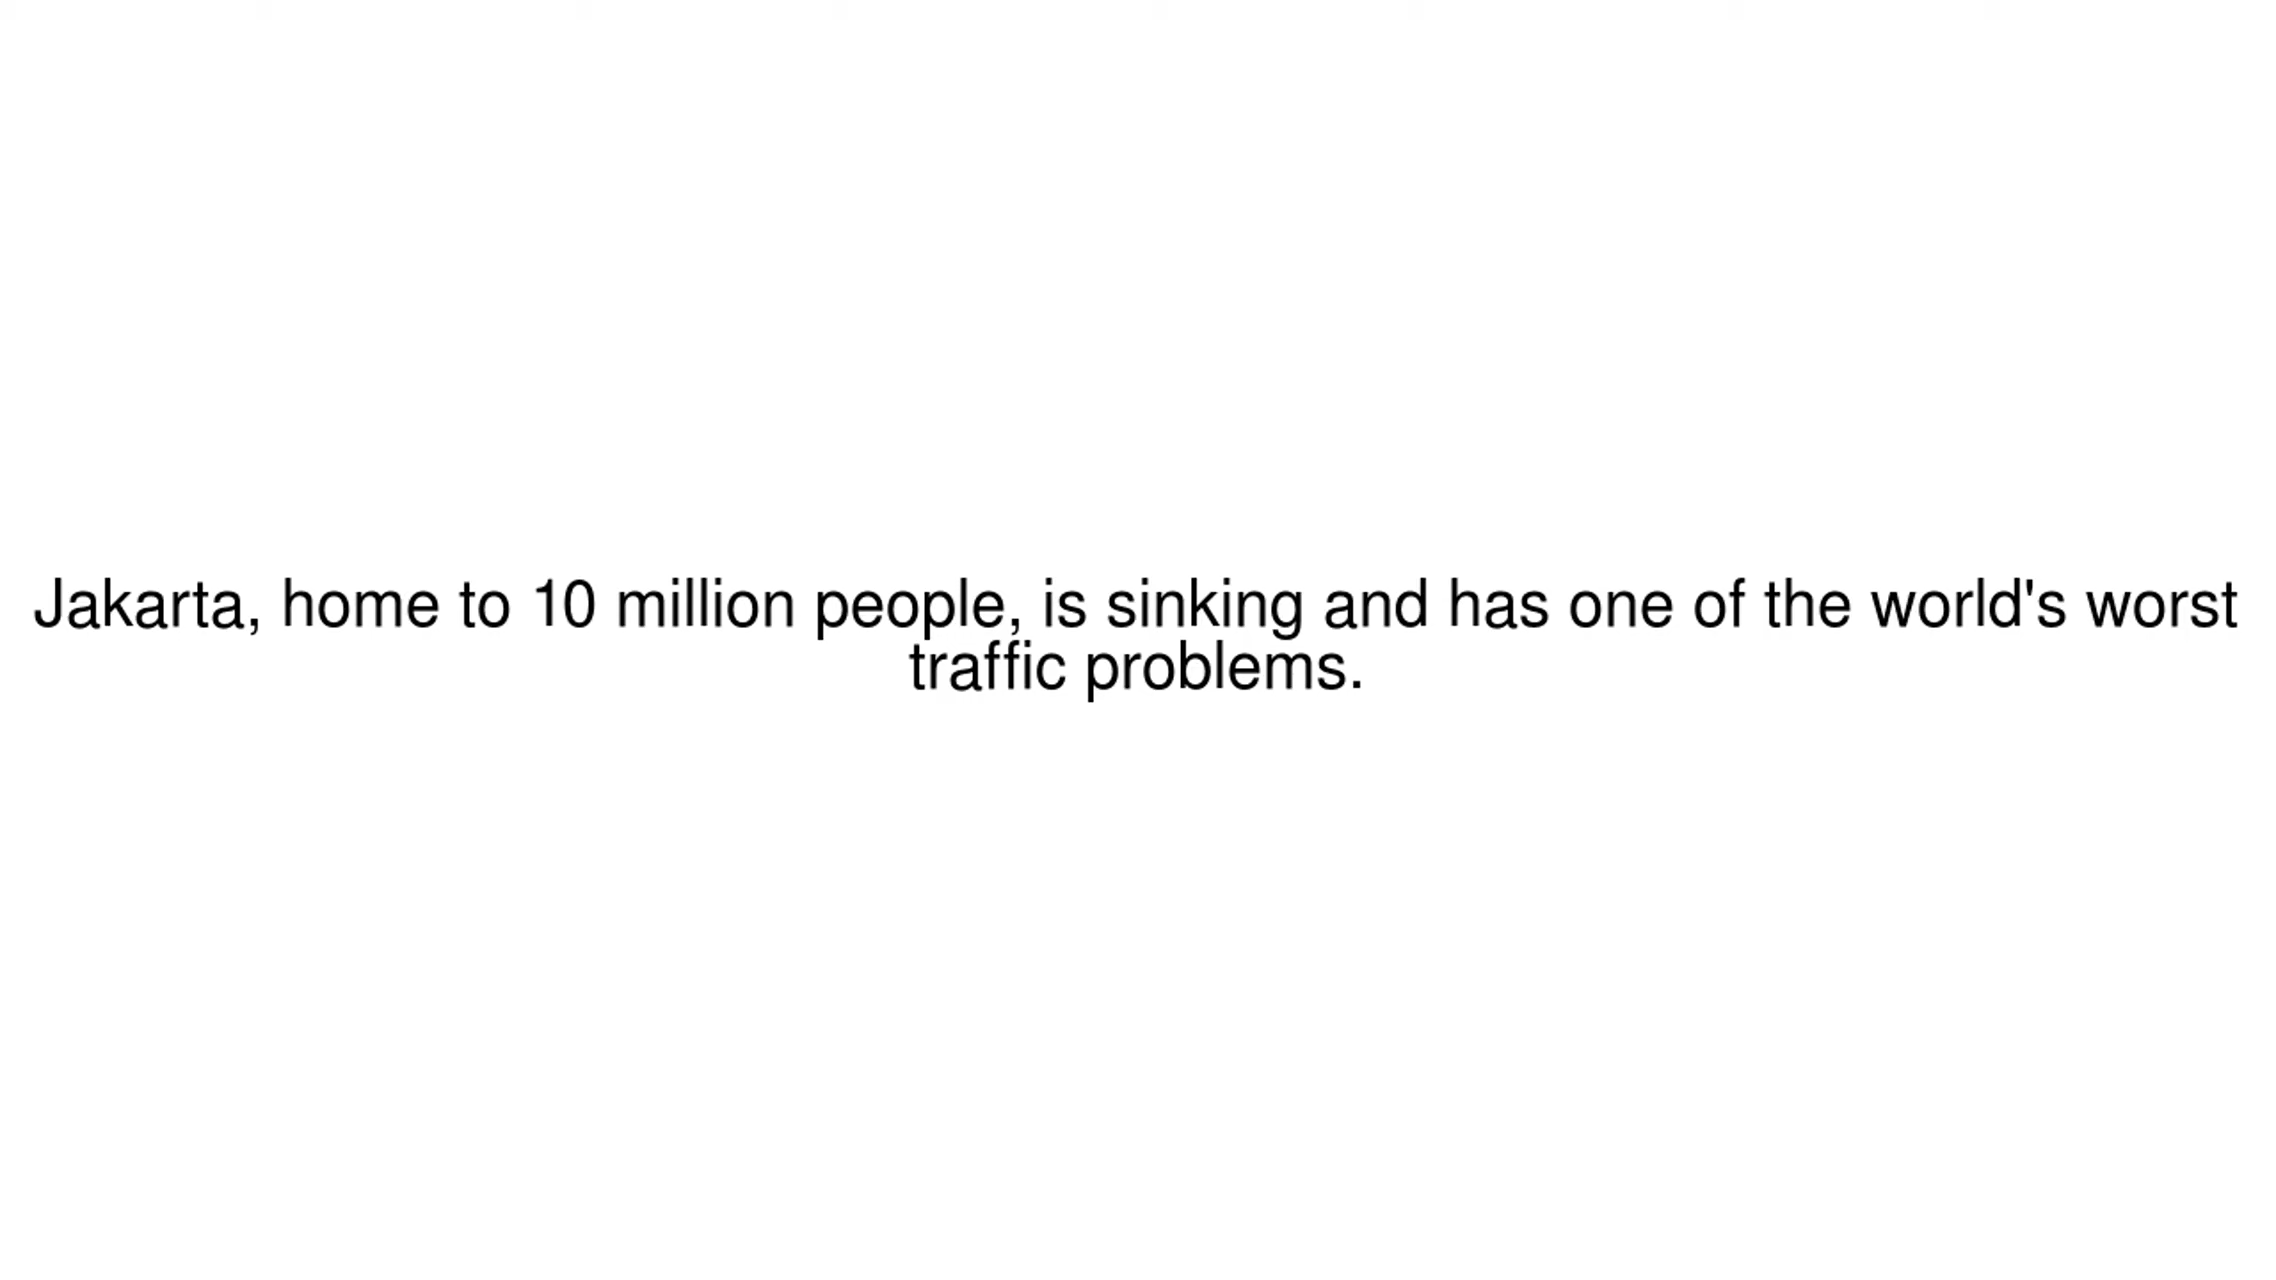 Jakarta, home to 10 million people, is sinking and has one of the world's worst
traffic problems.